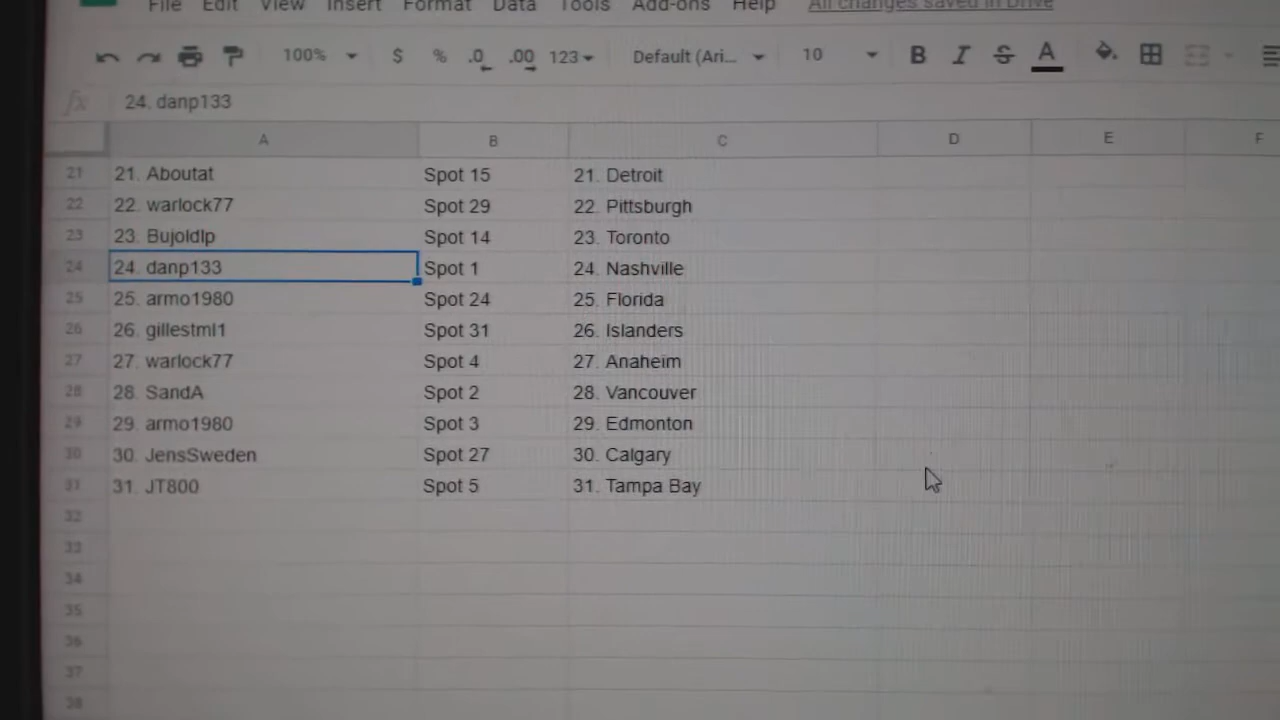 File Edit View Insert Format Data Tools Add-ons Help All changes saved in Drive
100% $ % .0 .00 123 Default (Ari... 10 B I S A
fx 24. danp133
A B C D E F
21 21. Aboutat Spot 15 21. Detroit
22 22. warlock77 Spot 29 22. Pittsburgh
23 23. Bujoldlp Spot 14 23. Toronto
24 24. danp133 Spot 1 24. Nashville
25 25. armo1980 Spot 24 25. Florida
26 26. gillestml1 Spot 31 26. Islanders
27 27. warlock77 Spot 4 27. Anaheim
28 28. SandA Spot 2 28. Vancouver
29 29. armo1980 Spot 3 29. Edmonton
30 30. JensSweden Spot 27 30. Calgary
31 31. JT800 Spot 5 31. Tampa Bay
32
33
34
35
36
37
38